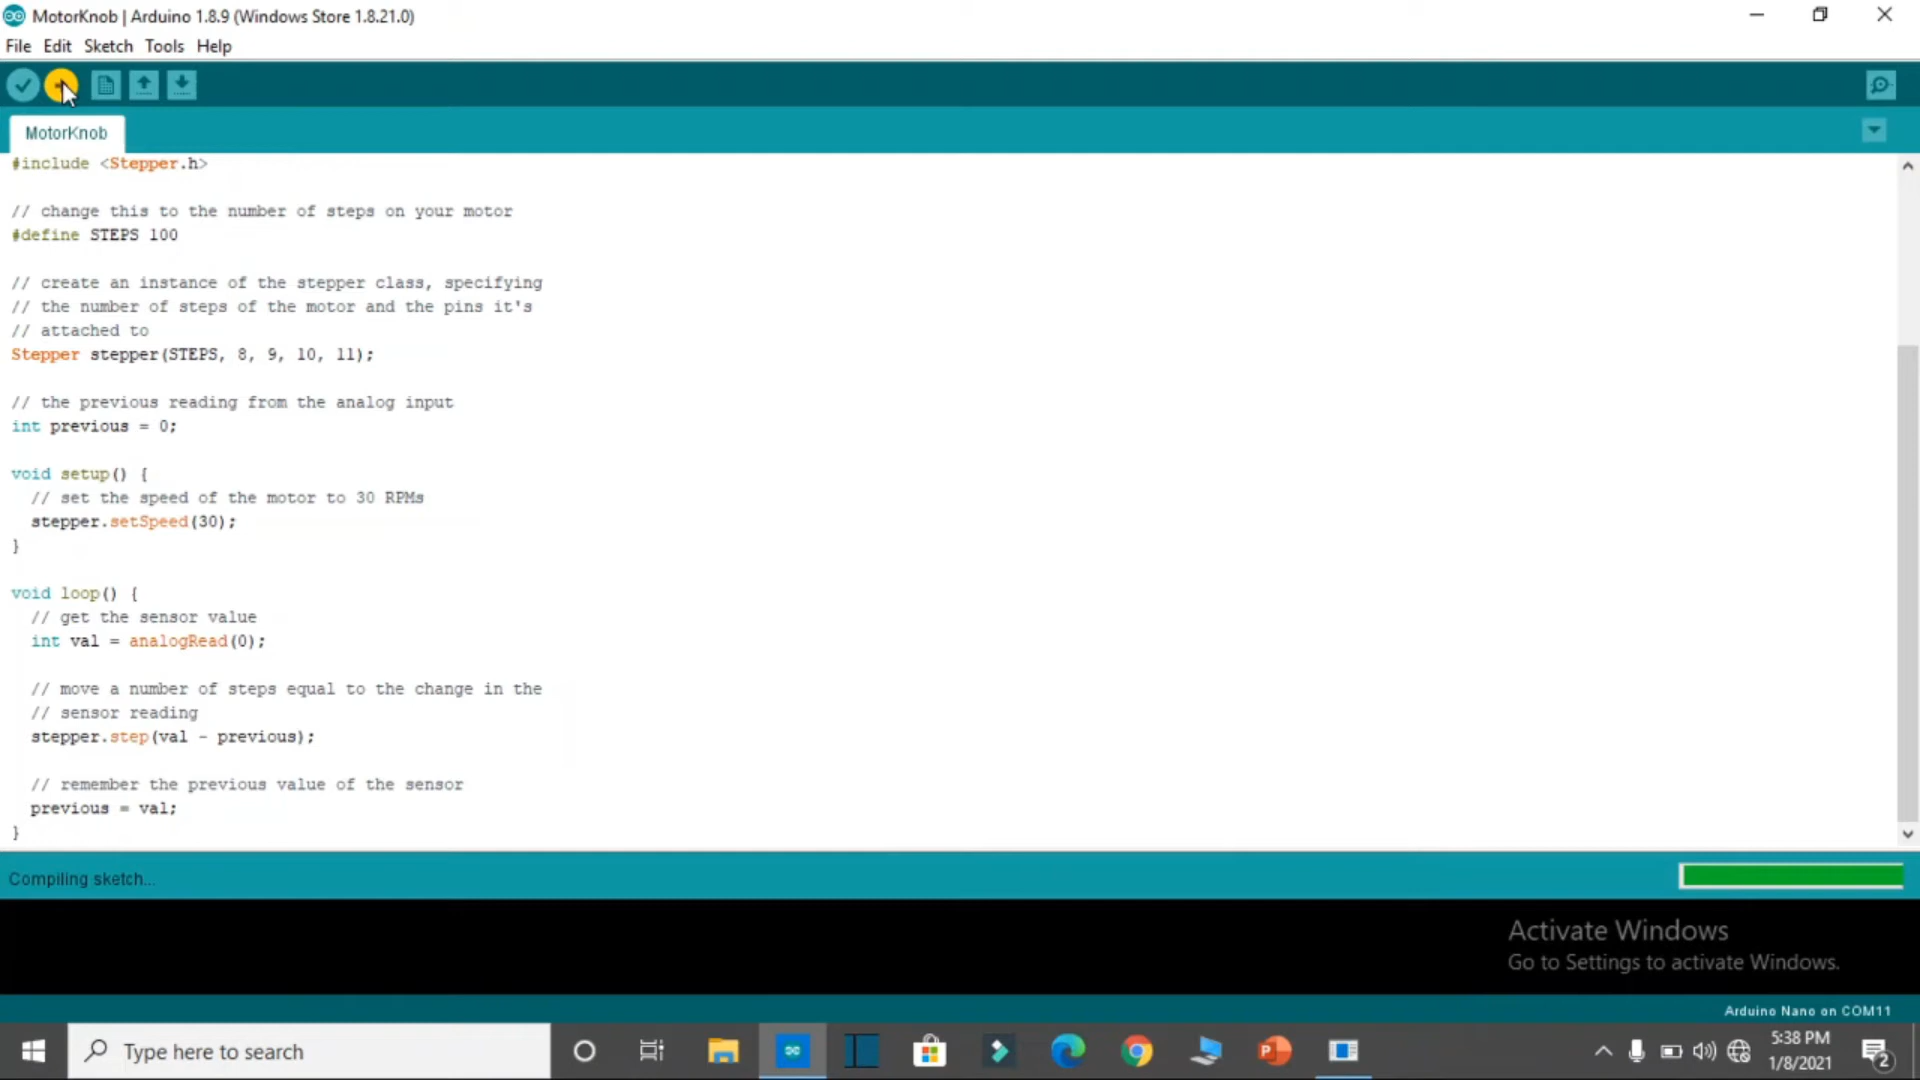 MotorKnob | Arduino 1.8.9 (Windows Store 1.8.21.0)
File Edit Sketch Tools Help
MotorKnob
#include <Stepper.h>
// change this to the number of steps on your motor
#define STEPS 100
// create an instance of the stepper class, specifying
// the number of steps of the motor and the pins it's
// attached to
Stepper stepper(STEPS, 8, 9, 10, 11);
// the previous reading from the analog input
int previous = 0;
void setup() {
// set the speed of the motor to 30 RPMs
stepper.setSpeed(30);
}
void loop() {
// get the sensor value
int val = analogRead(0);
// move a number of steps equal to the change in the
// sensor reading
stepper.step(val - previous);
// remember the previous value of the sensor
previous = val;
}
Compiling sketch...
Activate Windows
Go to Settings to activate Windows.
Arduino Nano on COM11
Type here to search
5:38 PM
1/8/2021
2